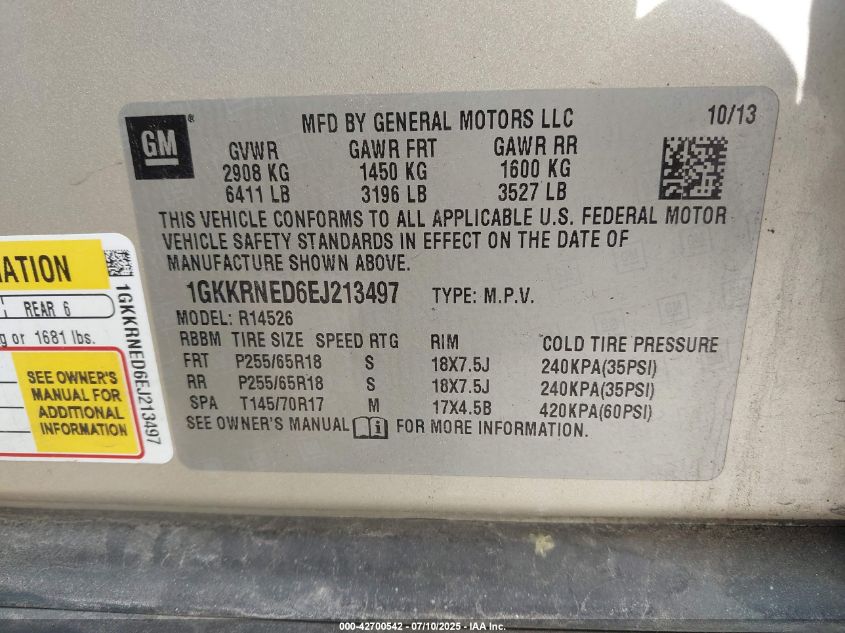 GM ®
MFD BY GENERAL MOTORS LLC 10/13
GVWR GAWR FRT GAWR RR
2908 KG 1450 KG 1600 KG
6411 LB 3196 LB 3527 LB
THIS VEHICLE CONFORMS TO ALL APPLICABLE U.S. FEDERAL MOTOR
VEHICLE SAFETY STANDARDS IN EFFECT ON THE DATE OF
MANUFACTURE SHOWN ABOVE.
1GKKRNED6EJ213497 TYPE: M.P.V.
MODEL: R14526
RBBM TIRE SIZE SPEED RTG RIM COLD TIRE PRESSURE
FRT P255/65R18 S 18X7.5J 240KPA(35PSI)
RR P255/65R18 S 18X7.5J 240KPA(35PSI)
SPA T145/70R17 M 17X4.5B 420KPA(60PSI)
SEE OWNER'S MANUAL FOR MORE INFORMATION.
REAR 6
or 1681 lbs.
SEE OWNER'S
MANUAL FOR
ADDITIONAL
INFORMATION
1GKKRNED6EJ213497
000-42700542 - 07/10/2025 - IAA Inc.